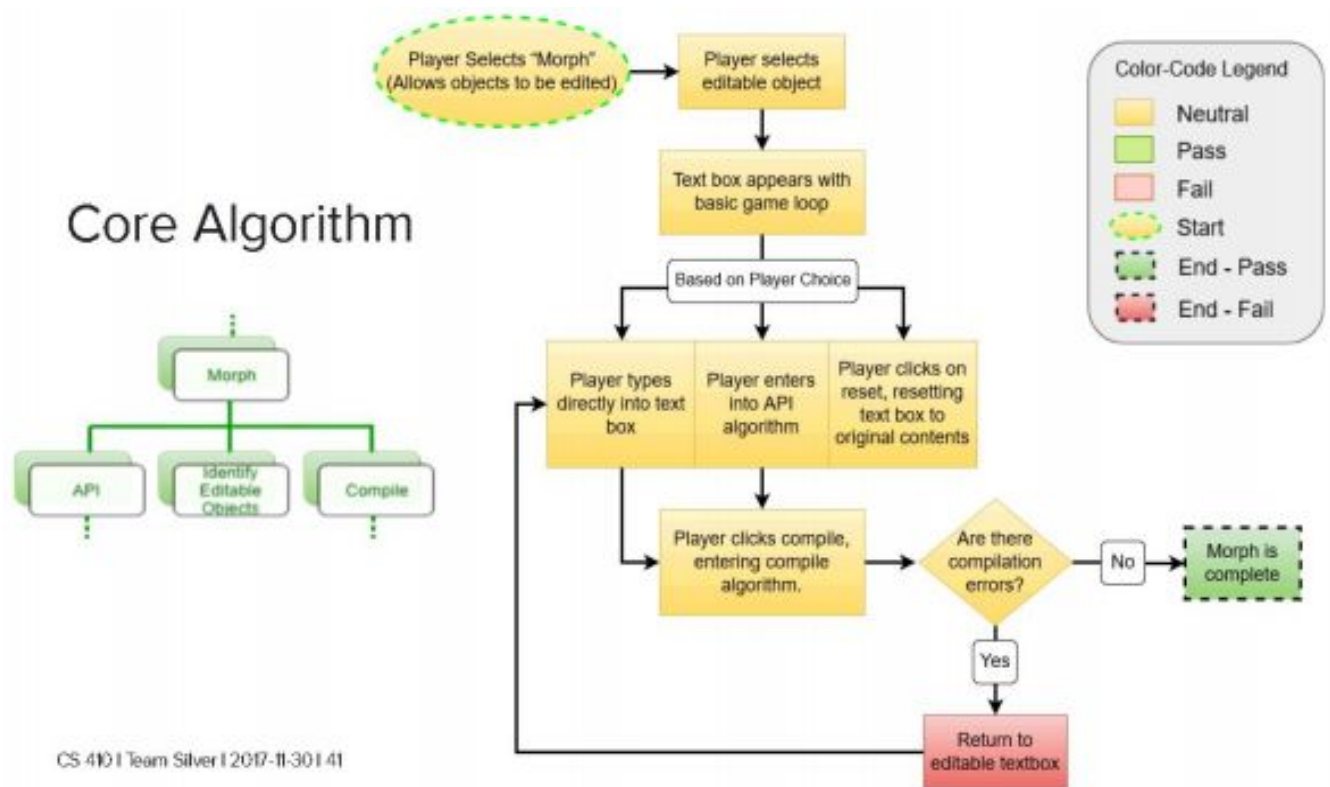 Player Selects "Morph"
(Allows objects to be edited)
Player selects
editable object
Text box appears with
basic game loop
Based on Player Choice
Player types
directly into text
box
Player enters
into API
algorithm
Player clicks on
reset, resetting
text box to
original contents
Player clicks compile,
entering compile
algorithm.
Are there
compilation
errors?
No
Morph is
complete
Yes
Return to
editable textbox
Color-Code Legend
Neutral
Pass
Fail
Start
End - Pass
End - Fail
Core Algorithm
Morph
API
Identify
Editable
Objects
Compile
CS 410 | Team Silver | 2017-11-30 | 41